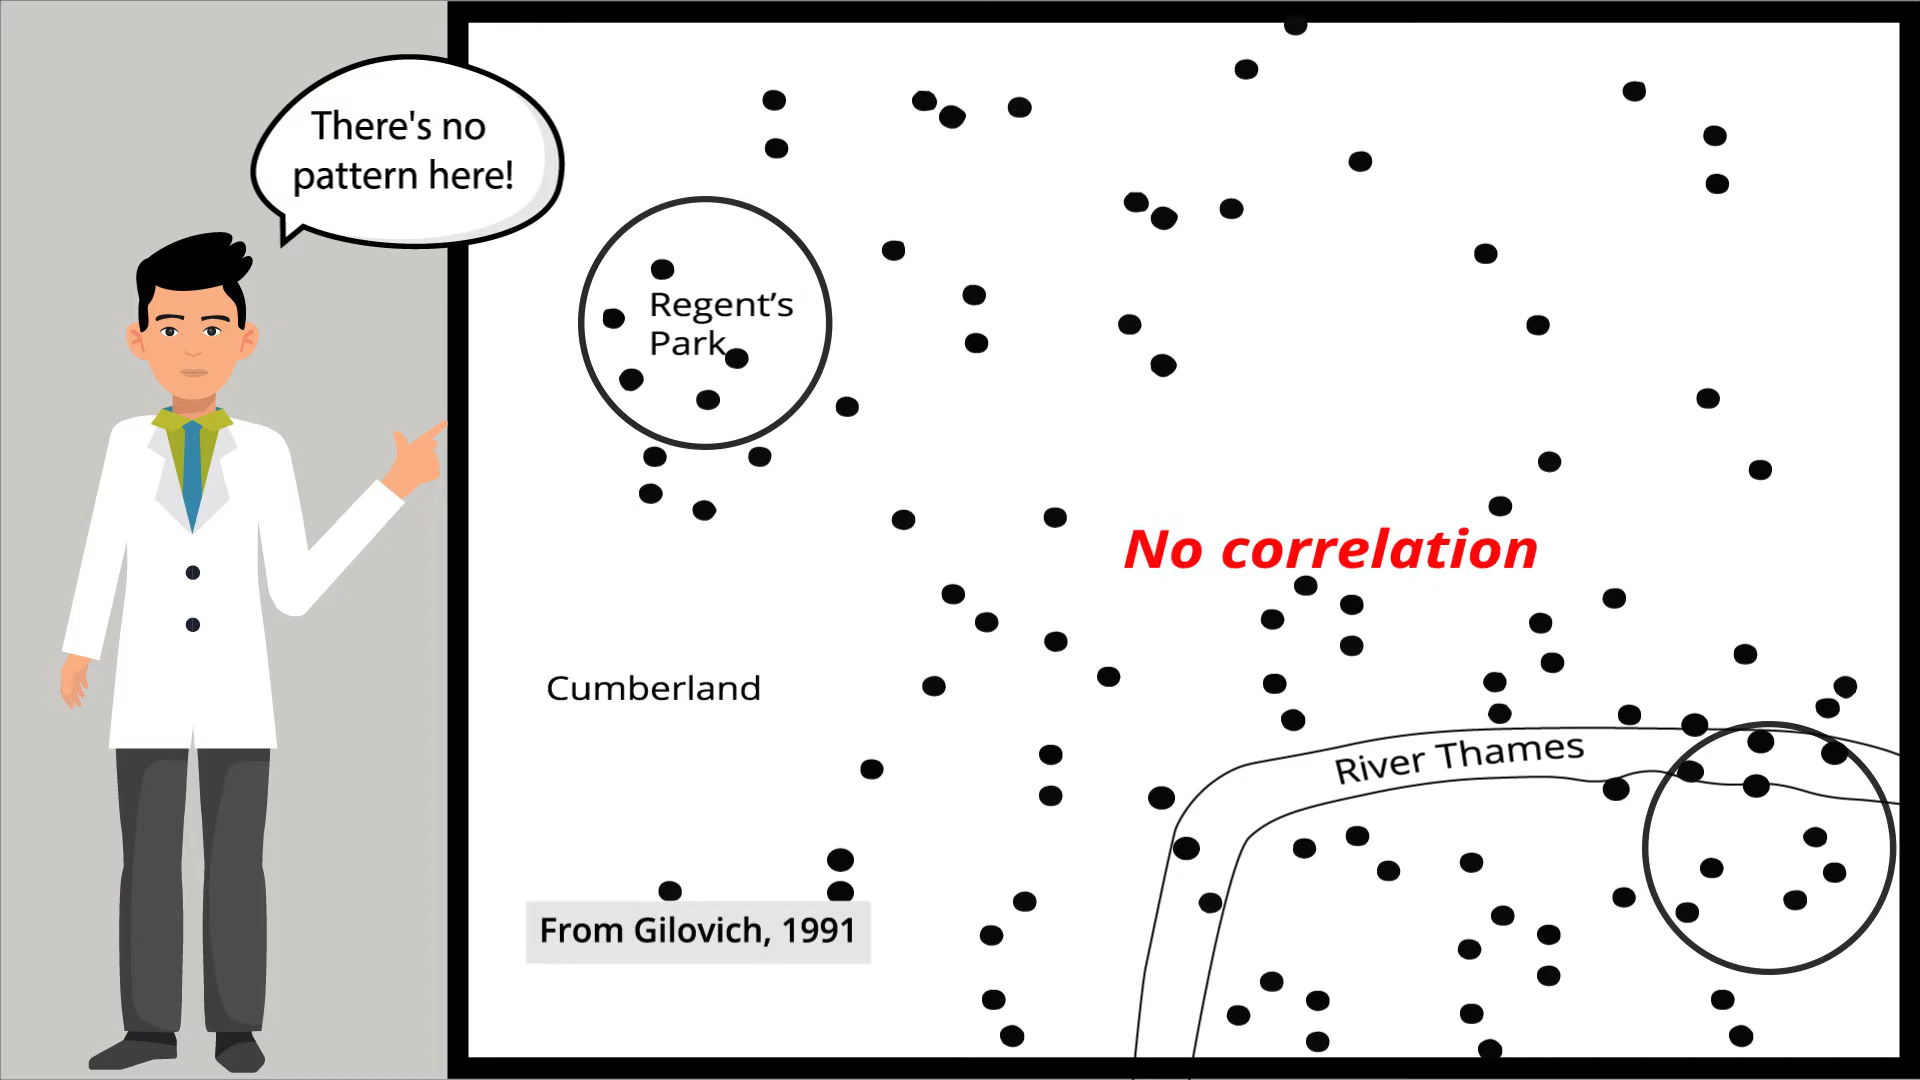 There's no
pattern here!
Regent’s
Park
No correlation
Cumberland
River Thames
From Gilovich, 1991